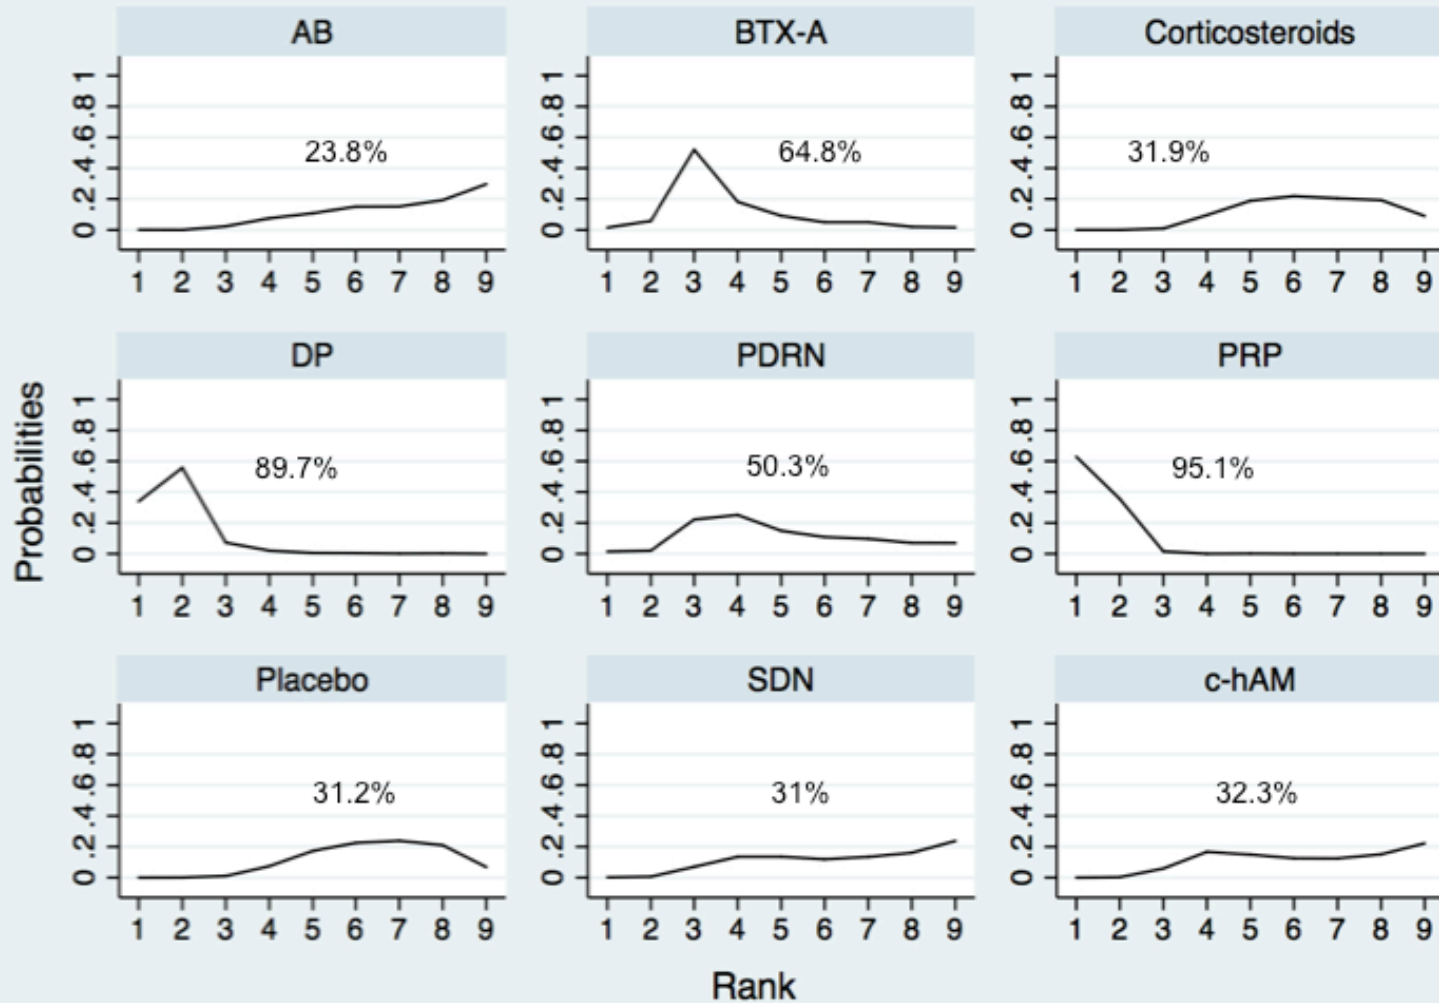 AB
BTX-A
Corticosteroids
0 .2 .4 .6 .8 1
23.8%
0 .2 .4 .6 .8 1
64.8%
0 .2 .4 .6 .8 1
31.9%
1 2 3 4 5 6 7 8 9
1 2 3 4 5 6 7 8 9
1 2 3 4 5 6 7 8 9
Probabilities
DP
PDRN
PRP
0 .2 .4 .6 .8 1
89.7%
0 .2 .4 .6 .8 1
50.3%
0 .2 .4 .6 .8 1
95.1%
1 2 3 4 5 6 7 8 9
1 2 3 4 5 6 7 8 9
1 2 3 4 5 6 7 8 9
Placebo
SDN
c-hAM
0 .2 .4 .6 .8 1
31.2%
0 .2 .4 .6 .8 1
31%
0 .2 .4 .6 .8 1
32.3%
1 2 3 4 5 6 7 8 9
1 2 3 4 5 6 7 8 9
1 2 3 4 5 6 7 8 9
Rank